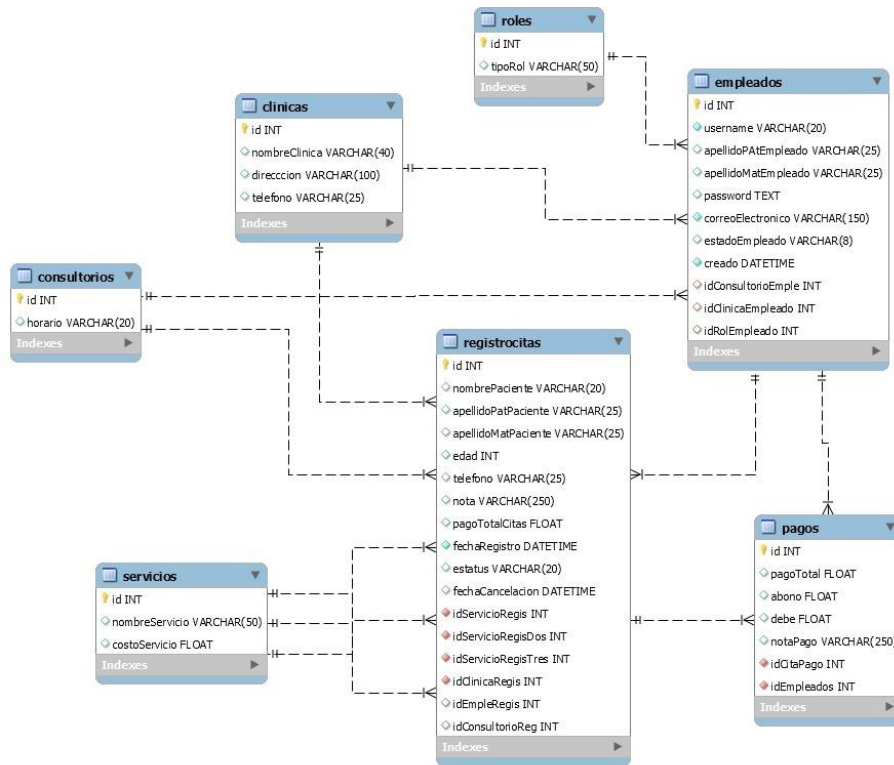 roles
id INT
tipoRol VARCHAR(50)
Indexes
empleados
id INT
username VARCHAR(20)
apellidoPAtEmpleado VARCHAR(25)
apellidoMatEmpleado VARCHAR(25)
password TEXT
correoElectronico VARCHAR(150)
estadoEmpleado VARCHAR(8)
creado DATETIME
idConsultorioEmple INT
idClinicaEmpleado INT
idRolEmpleado INT
Indexes
clinicas
id INT
nombreClinica VARCHAR(40)
direcccion VARCHAR(100)
telefono VARCHAR(25)
Indexes
consultorios
id INT
horario VARCHAR(20)
Indexes
registrocitas
id INT
nombrePaciente VARCHAR(20)
apellidoPatPaciente VARCHAR(25)
apellidoMatPaciente VARCHAR(25)
edad INT
telefono VARCHAR(25)
nota VARCHAR(250)
pagoTotalCitas FLOAT
fechaRegistro DATETIME
estatus VARCHAR(20)
fechaCancelacion DATETIME
idServicioRegis INT
idServicioRegisDos INT
idServicioRegisTres INT
idClinicaRegis INT
idEmpleRegis INT
idConsultorioReg INT
Indexes
servicios
id INT
nombreServicio VARCHAR(50)
costoServicio FLOAT
Indexes
pagos
id INT
pagoTotal FLOAT
abono FLOAT
debe FLOAT
notaPago VARCHAR(250)
idCitaPago INT
idEmpleados INT
Indexes